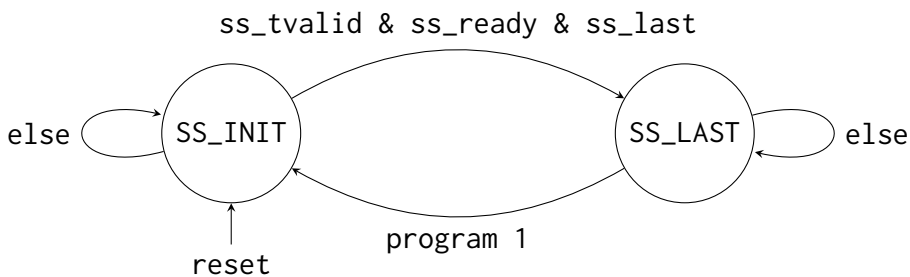 ss_tvalid & ss_ready & ss_last
else
SS_INIT
SS_LAST
else
program 1
reset